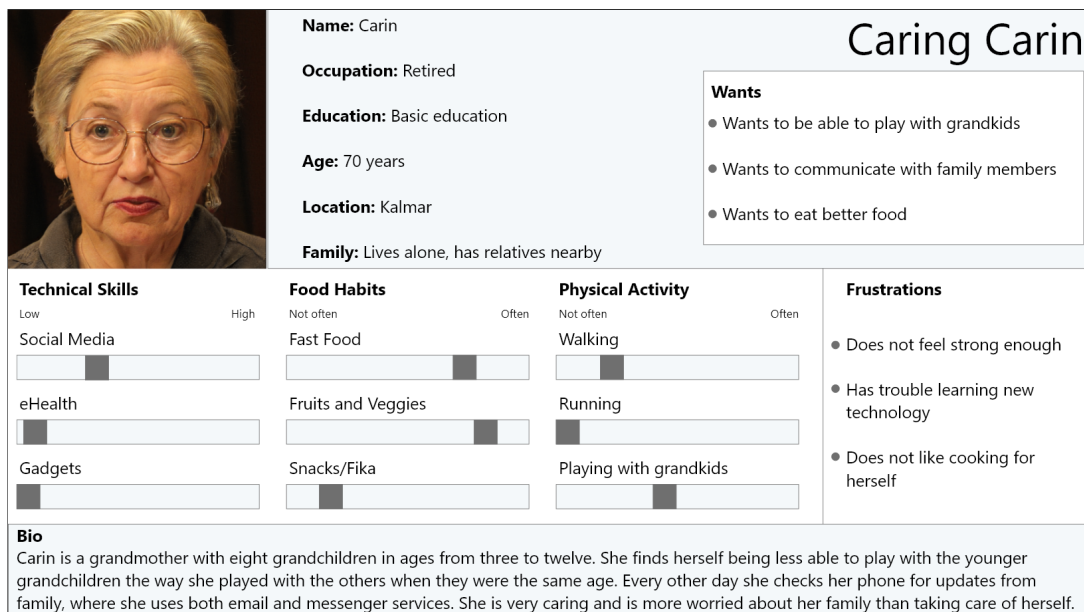 Name: Carin
Occupation: Retired
Education: Basic education
Age: 70 years
Location: Kalmar
Family: Lives alone, has relatives nearby
Caring Carin
Wants
Wants to be able to play with grandkids
Wants to communicate with family members
Wants to eat better food
Technical Skills
Low High
Social Media
eHealth
Gadgets
Food Habits
Not often Often
Fast Food
Fruits and Veggies
Snacks/Fika
Physical Activity
Not often Often
Walking
Running
Playing with grandkids
Frustrations
Does not feel strong enough
Has trouble learning new
technology
Does not like cooking for
herself
Bio
Carin is a grandmother with eight grandchildren in ages from three to twelve. She finds herself being less able to play with the younger
grandchildren the way she played with the others when they were the same age. Every other day she checks her phone for updates from
family, where she uses both email and messenger services. She is very caring and is more worried about her family than taking care of herself.